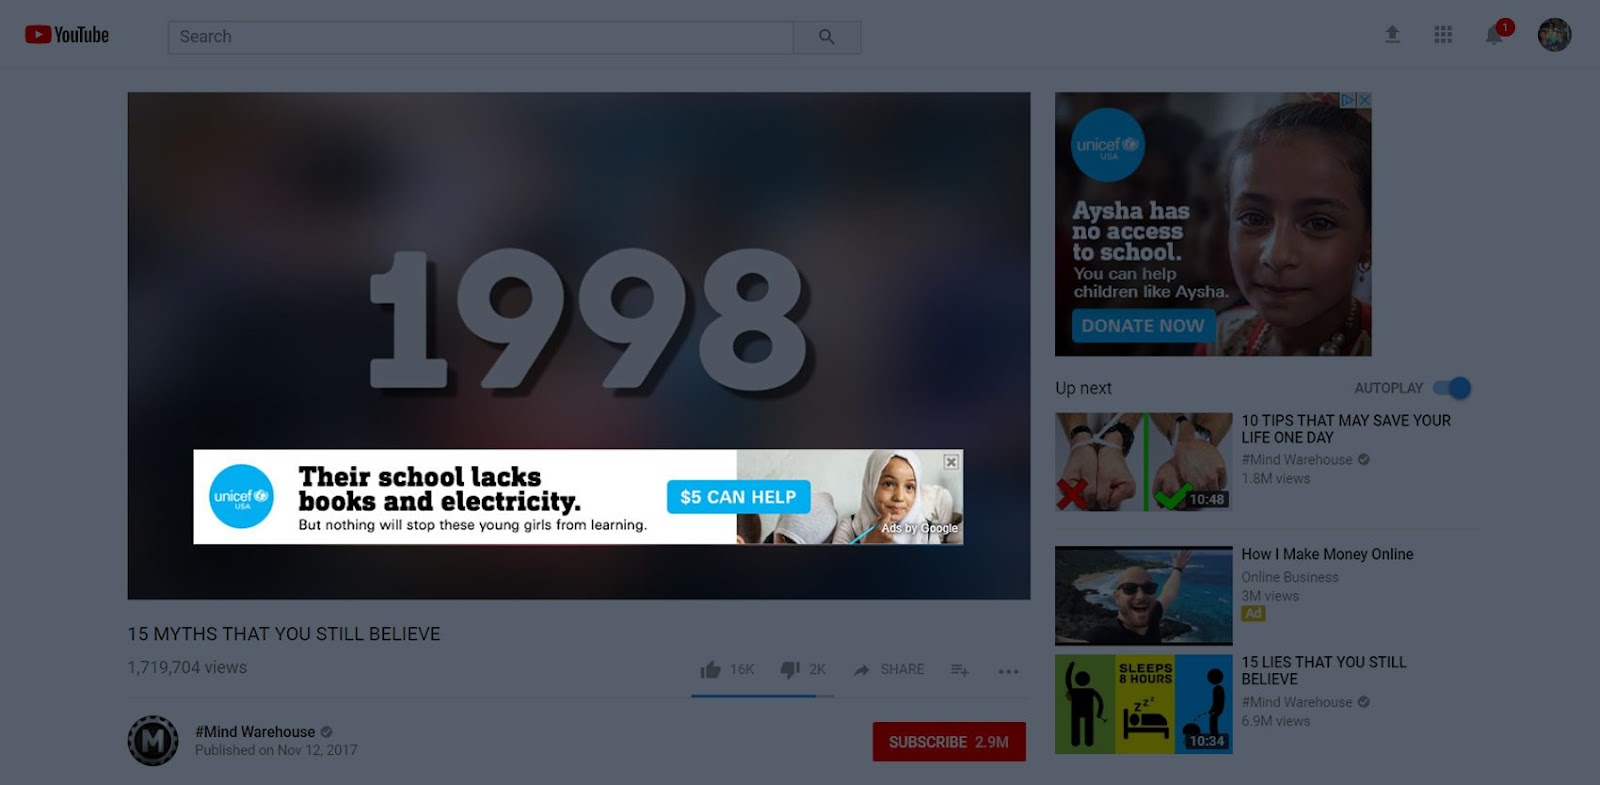 YouTube
Search
1
1998
unicef
USA
Their school lacks
books and electricity.
But nothing will stop these young girls from learning.
$5 CAN HELP
Ads by Google
15 MYTHS THAT YOU STILL BELIEVE
1,719,704 views
16K
2K
SHARE
M
#Mind Warehouse
Published on Nov 12, 2017
SUBSCRIBE 2.9M
unicef
USA
Aysha has
no access
to school.
You can help
children like Aysha.
DONATE NOW
Up next
AUTOPLAY
10:48
10 TIPS THAT MAY SAVE YOUR
LIFE ONE DAY
#Mind Warehouse
1.8M views
How I Make Money Online
Online Business
3M views
Ad
SLEEPS
8 HOURS
zzz
10:34
15 LIES THAT YOU STILL
BELIEVE
#Mind Warehouse
6.9M views